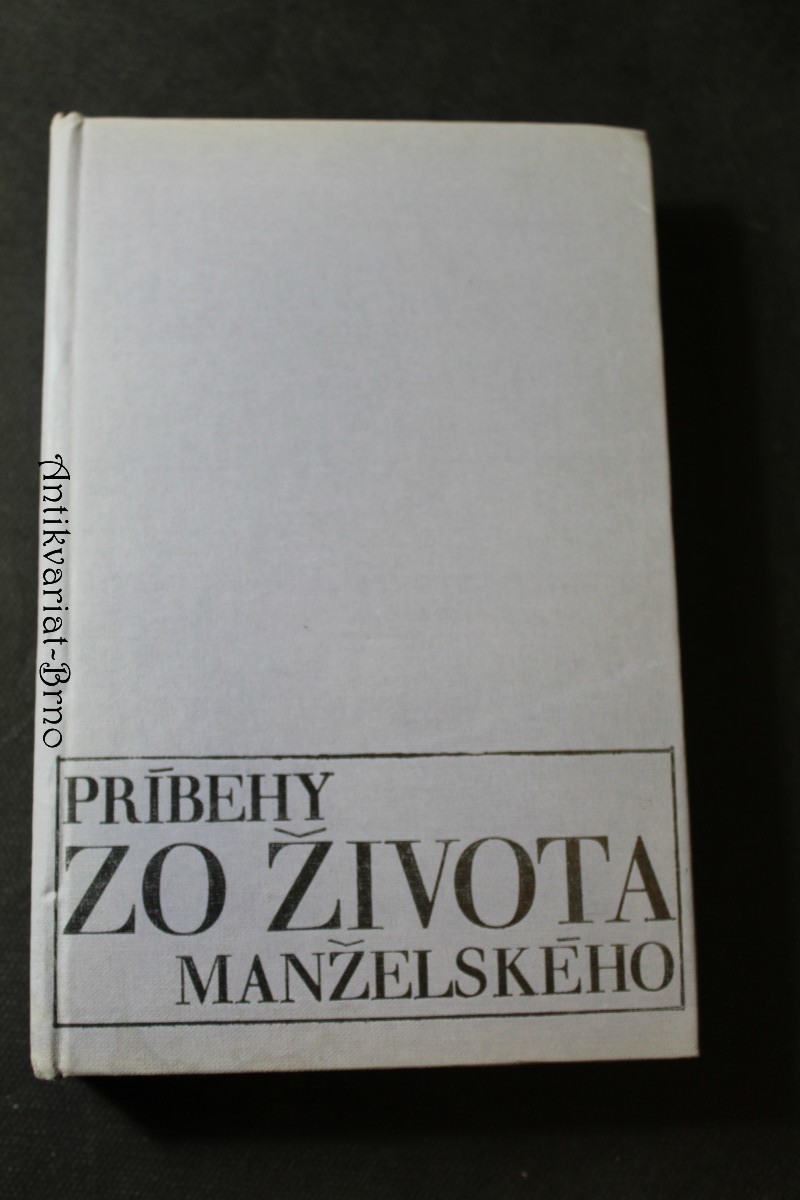 Antikvariat-Brno
PRÍBEHY
ZO ŽIVOTA
MANŽELSKÉHO